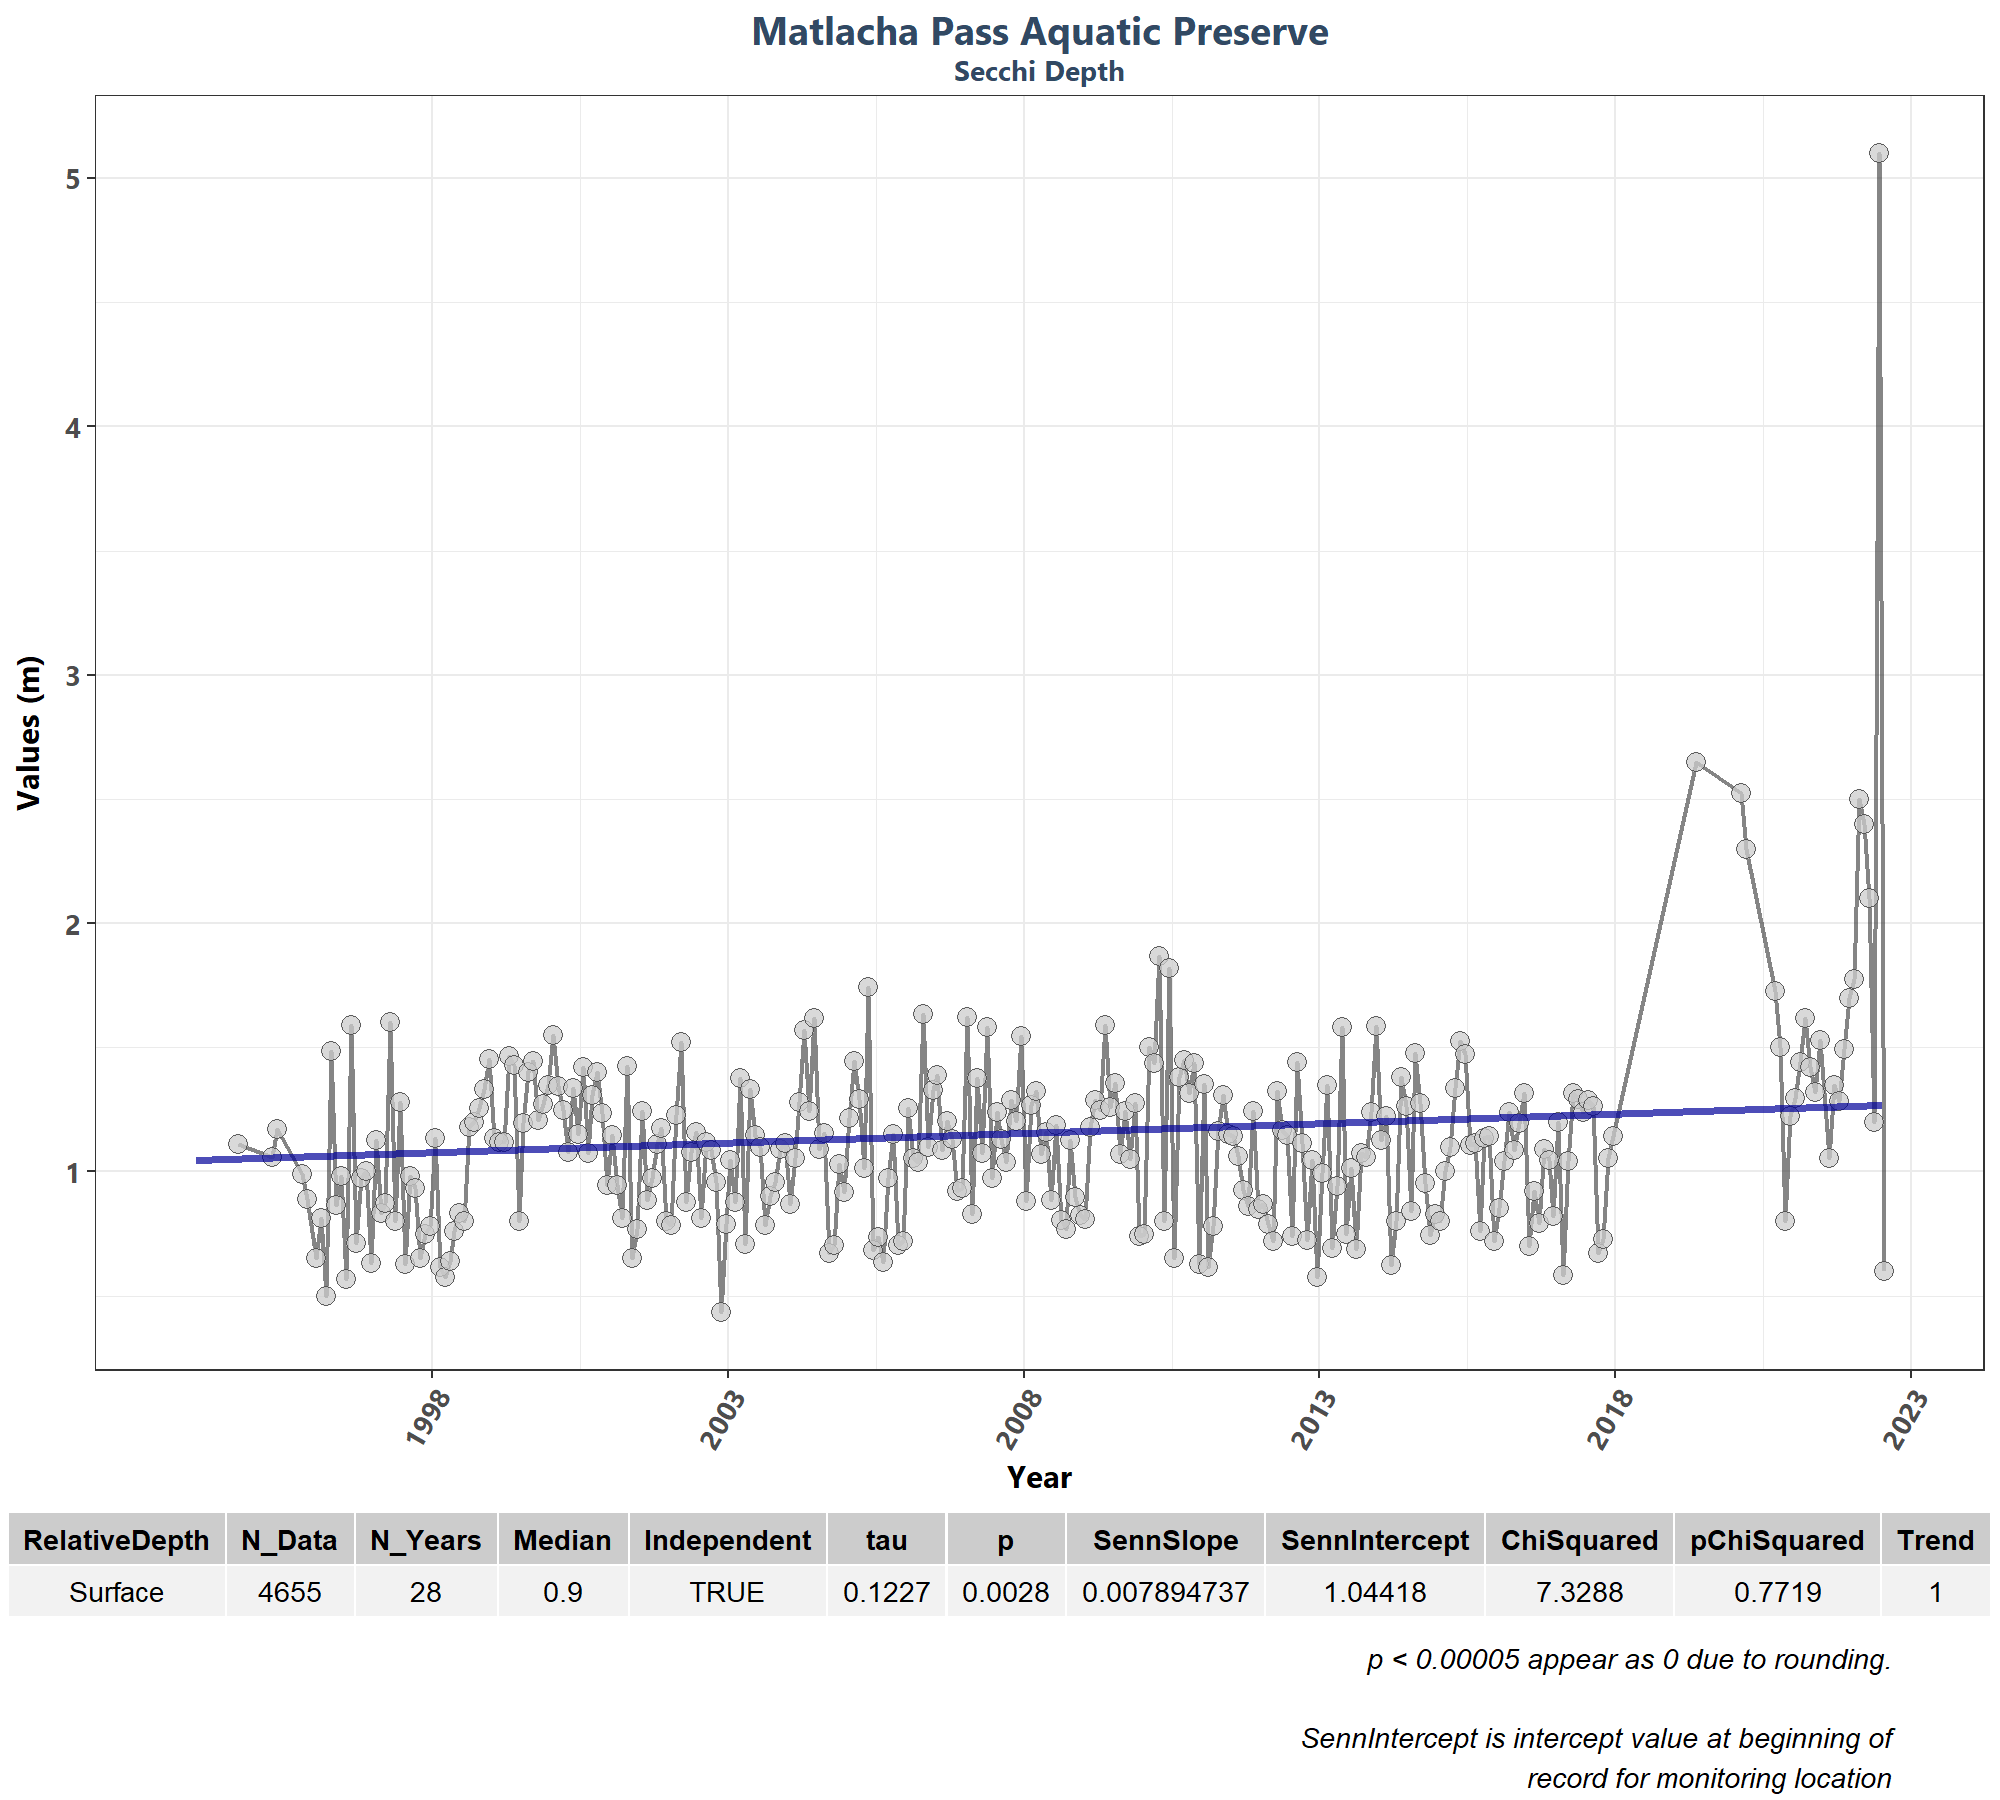 Matlacha Pass Aquatic Preserve
Secchi Depth
Values (m)
5
4
3
2
1
1998 2003 2008 2013 2018 2023
Year
RelativeDepth N_Data N_Years Median Independent tau p SennSlope SennIntercept ChiSquared pChiSquared Trend
Surface 4655 28 0.9 TRUE 0.1227 0.0028 0.007894737 1.04418 7.3288 0.7719 1
p < 0.00005 appear as 0 due to rounding.
SennIntercept is intercept value at beginning of
record for monitoring location